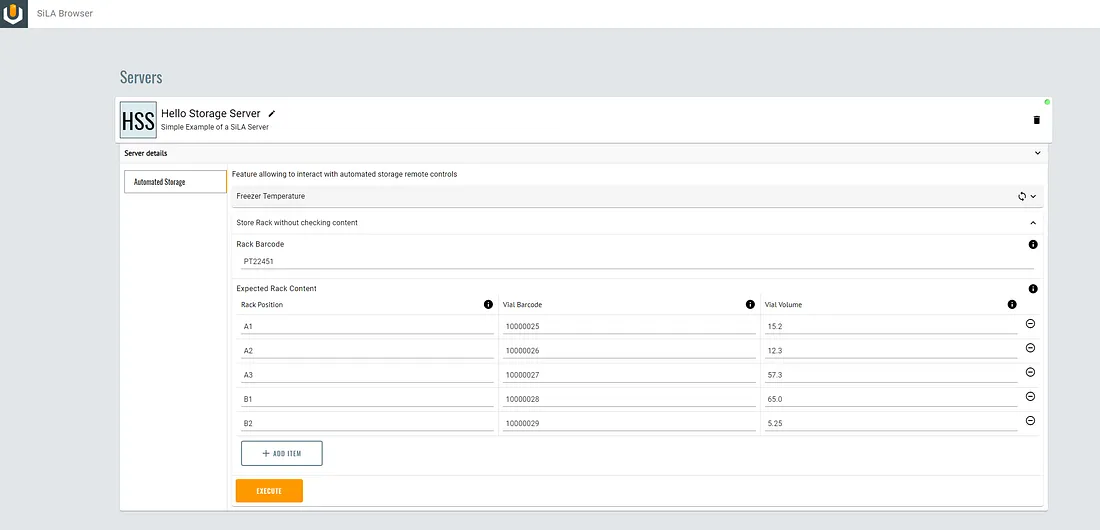 SiLA Browser
Servers
HSS
Hello Storage Server
Simple Example of a SiLA Server
Server details
Automated Storage
Feature allowing to interact with automated storage remote controls
Freezer Temperature
Store Rack without checking content
Rack Barcode
PT22451
Expected Rack Content
Rack Position Vial Barcode Vial Volume
A1 10000025 15.2
A2 10000026 12.3
A3 10000027 57.3
B1 10000028 65.0
B2 10000029 5.25
+ ADD ITEM
EXECUTE